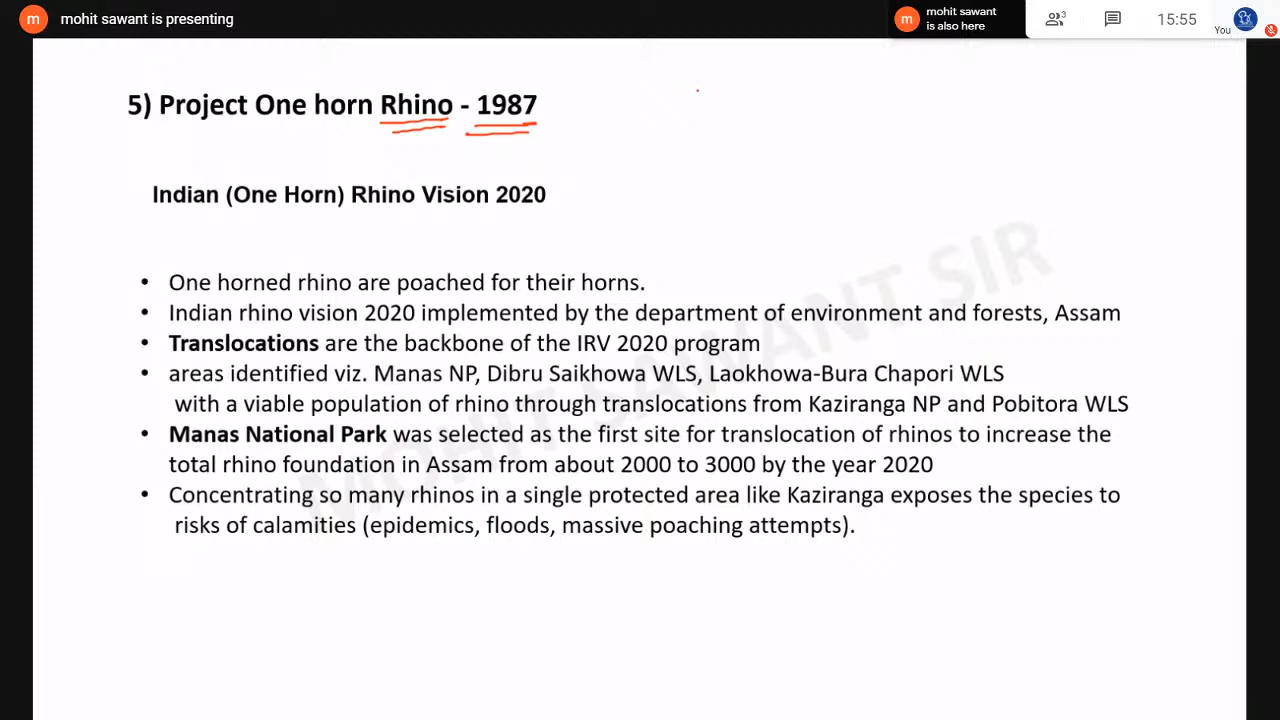 m mohit sawant is presenting
m mohit sawant
is also here
3
15:55
You
5) Project One horn Rhino - 1987
Indian (One Horn) Rhino Vision 2020
• One horned rhino are poached for their horns.
• Indian rhino vision 2020 implemented by the department of environment and forests, Assam
• Translocations are the backbone of the IRV 2020 program
• areas identified viz. Manas NP, Dibru Saikhowa WLS, Laokhowa-Bura Chapori WLS
with a viable population of rhino through translocations from Kaziranga NP and Pobitora WLS
• Manas National Park was selected as the first site for translocation of rhinos to increase the
total rhino foundation in Assam from about 2000 to 3000 by the year 2020
• Concentrating so many rhinos in a single protected area like Kaziranga exposes the species to
risks of calamities (epidemics, floods, massive poaching attempts).
MOHIT SAWANT SIR